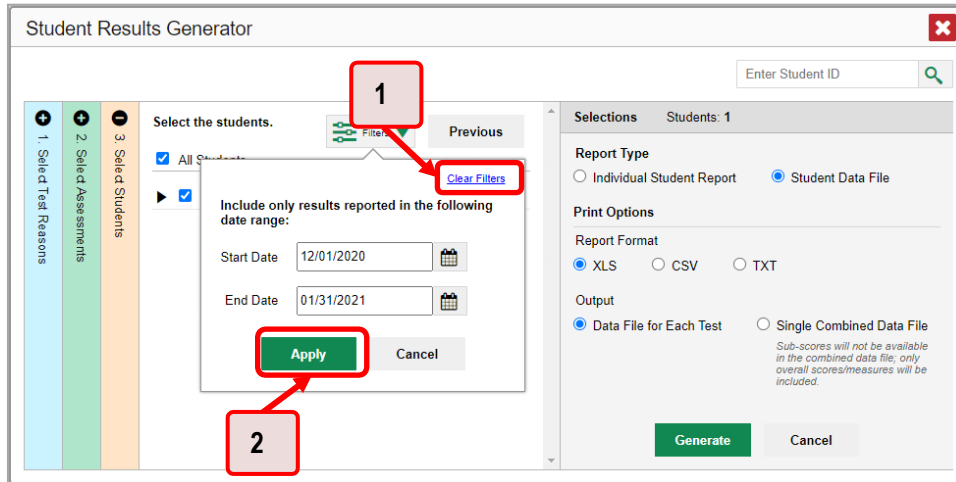 Student Results Generator
Enter Student ID
1
1. Select Test Reasons
2. Select Assessments
3. Select Students
Select the students.
Filters
Previous
All Students
Clear Filters
Include only results reported in the following
date range:
Start Date 12/01/2020
End Date 01/31/2021
Apply Cancel
2
Selections Students: 1
Report Type
Individual Student Report Student Data File
Print Options
Report Format
XLS CSV TXT
Output
Data File for Each Test Single Combined Data File
Sub-scores will not be available
in the combined data file; only
overall scores/measures will be
included.
Generate Cancel